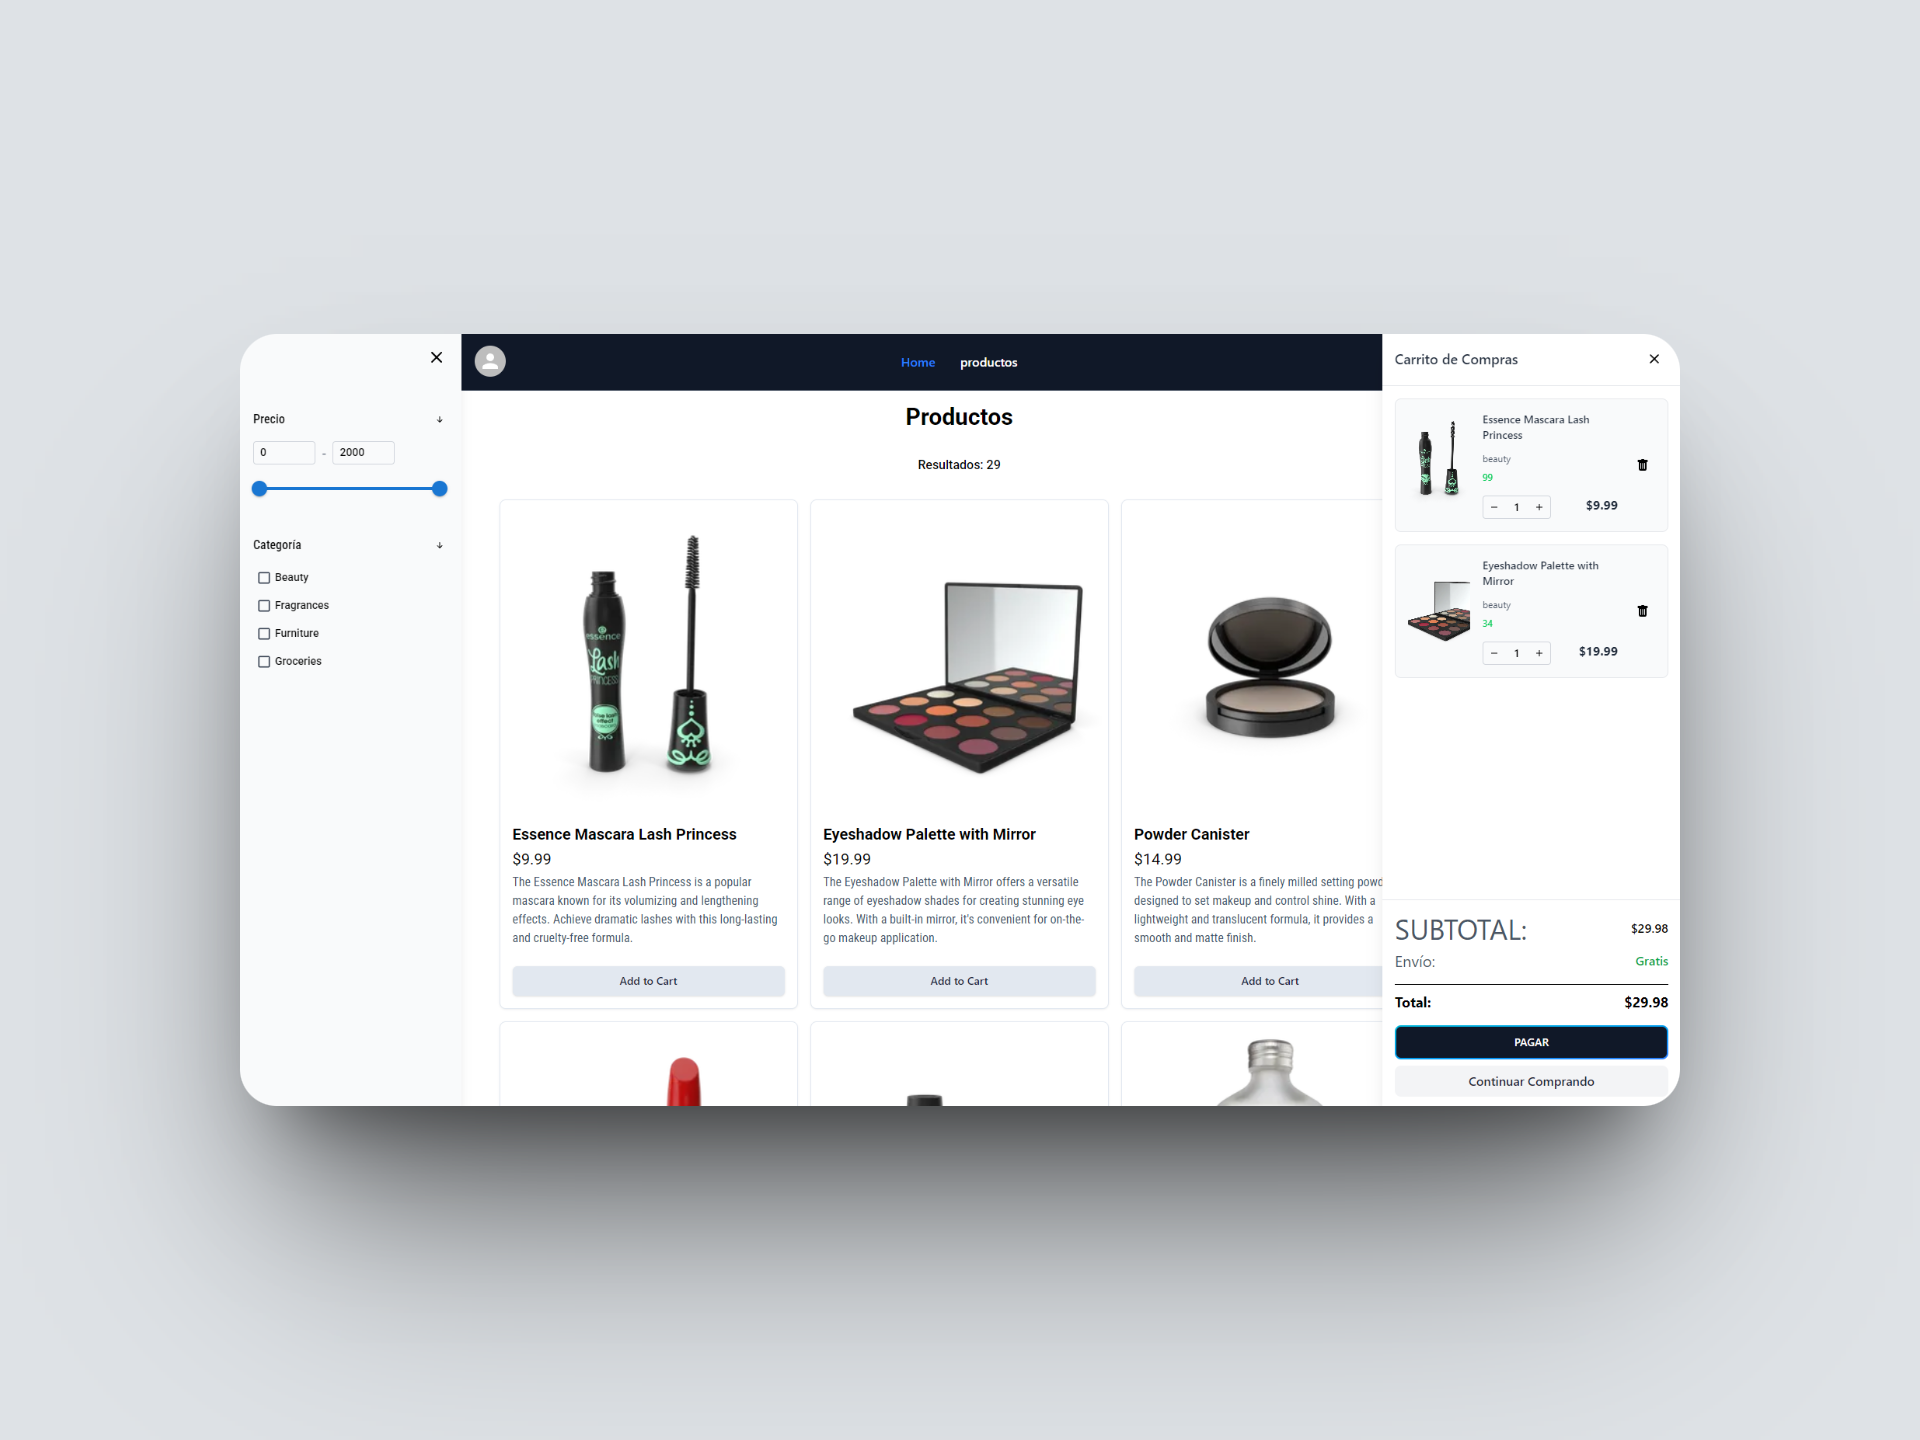 Precio
0 - 2000
Categoría
Beauty
Fragrances
Furniture
Groceries
Home productos
Productos
Resultados: 29
essence
Lash
PRINCESS
Essence Mascara Lash Princess
$9.99
The Essence Mascara Lash Princess is a popular
mascara known for its volumizing and lengthening
effects. Achieve dramatic lashes with this long-lasting
and cruelty-free formula.
Add to Cart
Eyeshadow Palette with Mirror
$19.99
The Eyeshadow Palette with Mirror offers a versatile
range of eyeshadow shades for creating stunning eye
looks. With a built-in mirror, it's convenient for on-the-
go makeup application.
Add to Cart
Powder Canister
$14.99
The Powder Canister is a finely milled setting powd
designed to set makeup and control shine. With a
lightweight and translucent formula, it provides a
smooth and matte finish.
Add to Cart
Carrito de Compras
Essence Mascara Lash
Princess
beauty
99
− 1 + $9.99
Eyeshadow Palette with
Mirror
beauty
34
− 1 + $19.99
SUBTOTAL: $29.98
Envío: Gratis
Total: $29.98
PAGAR
Continuar Comprando